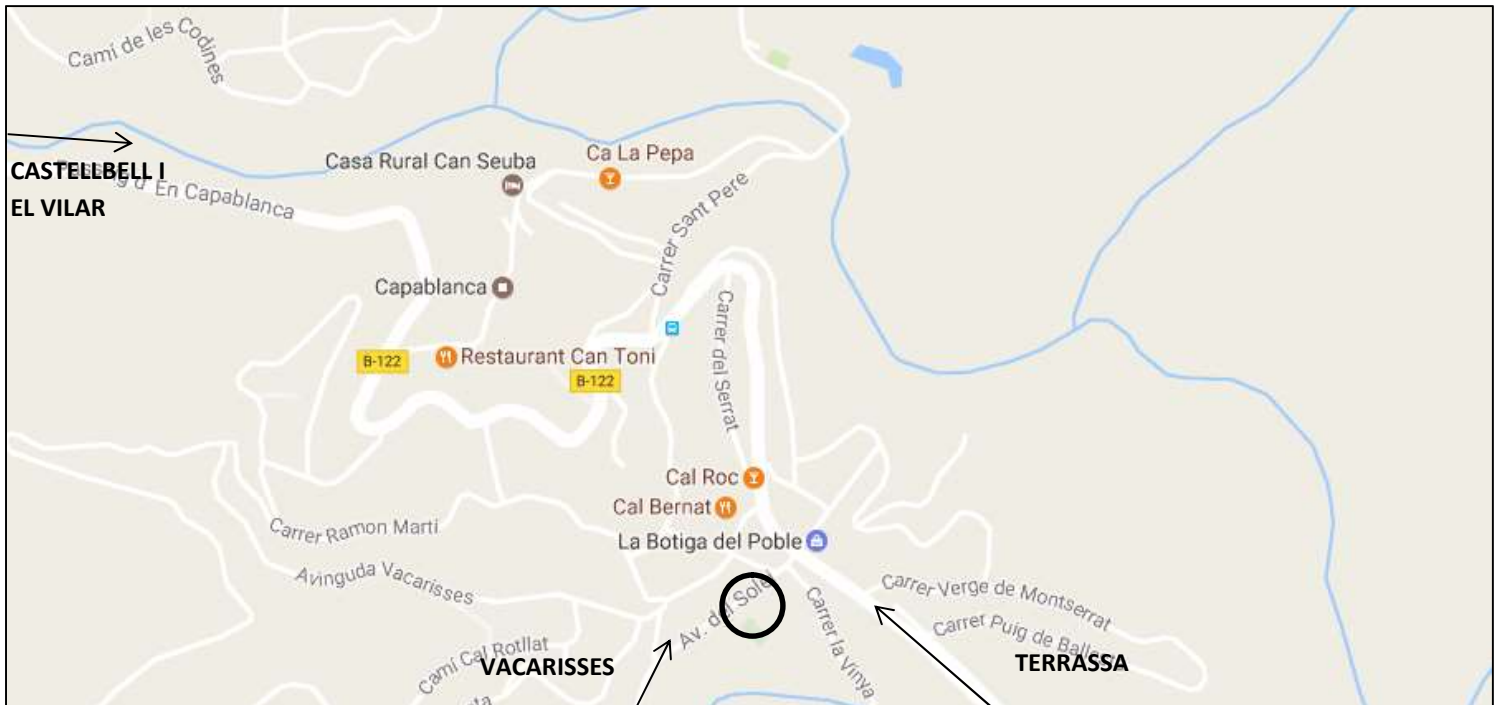 Camí de les Codines
Ca La Pepa
Casa Rural Can Seuba
CASTELLBELL I
EL VILAR
Passeig d' En Capablanca
Carrer Sant Pere
Capablanca
Carrer del Serrat
B-122
Restaurant Can Toni
B-122
Cal Roc
Cal Bernat
Carrer Ramon Martí
La Botiga del Poble
Avinguda Vacarisses
Av. del Solei
Carrer la Vinya
Carrer Verge de Montserrat
Carret Puig de
Camí Cal Rotllat
VACARISSES
TERRASSA